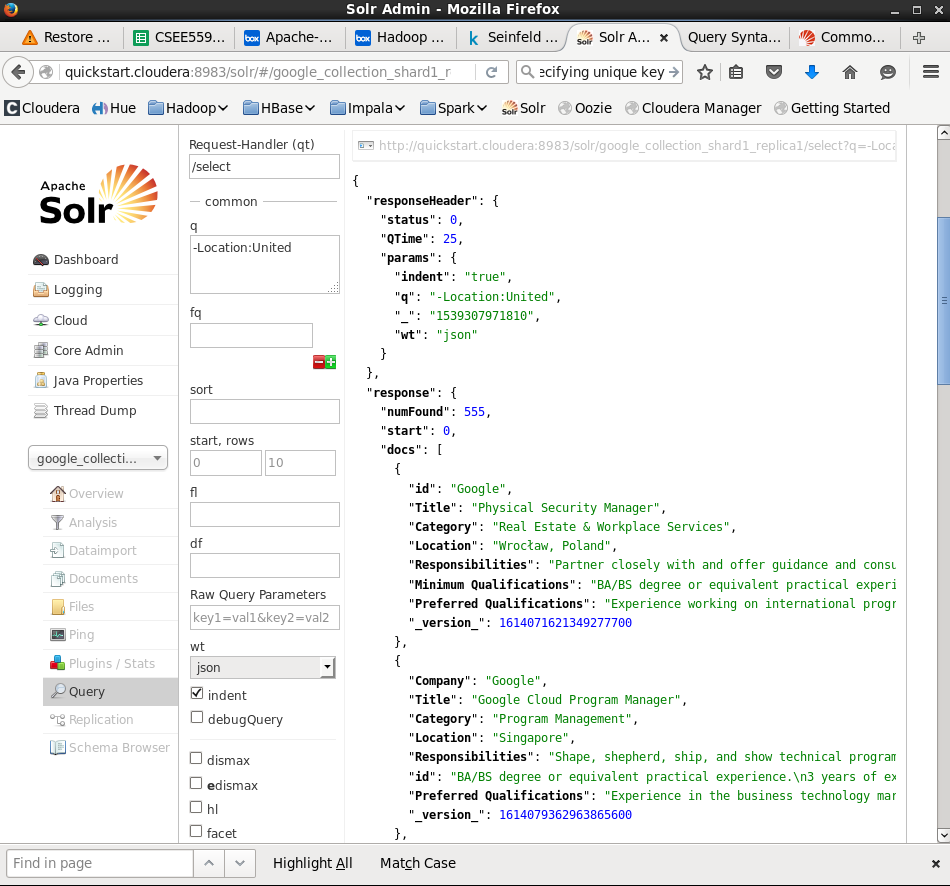 Solr Admin - Mozilla Firefox
Restore ...
CSEE559...
Apache-...
Hadoop ...
Seinfeld ...
Solr A...
Query Synta...
Commo...
quickstart.cloudera:8983/solr/#/google_collection_shard1_r
ecifying unique key
Cloudera
Hue
Hadoop
HBase
Impala
Spark
Solr
Oozie
Cloudera Manager
Getting Started
Apache
Solr
Dashboard
Logging
Cloud
Core Admin
Java Properties
Thread Dump
google_collecti...
Overview
Analysis
Dataimport
Documents
Files
Ping
Plugins / Stats
Query
Replication
Schema Browser
Request-Handler (qt)
/select
common
q
-Location:United
fq
sort
start, rows
0
10
fl
df
Raw Query Parameters
key1=val1&key2=val2
wt
json
indent
debugQuery
dismax
edismax
hl
facet
http://quickstart.cloudera:8983/solr/google_collection_shard1_replica1/select?q=-Loca
{
"responseHeader": {
"status": 0,
"QTime": 25,
"params": {
"indent": "true",
"q": "-Location:United",
"_": "1539307971810",
"wt": "json"
}
},
"response": {
"numFound": 555,
"start": 0,
"docs": [
{
"id": "Google",
"Title": "Physical Security Manager",
"Category": "Real Estate & Workplace Services",
"Location": "Wrocław, Poland",
"Responsibilities": "Partner closely with and offer guidance and consu
"Minimum Qualifications": "BA/BS degree or equivalent practical experi
"Preferred Qualifications": "Experience working on international progr
"_version_": 1614071621349277700
},
{
"Company": "Google",
"Title": "Google Cloud Program Manager",
"Category": "Program Management",
"Location": "Singapore",
"Responsibilities": "Shape, shepherd, ship, and show technical program
"id": "BA/BS degree or equivalent practical experience.\n3 years of ex
"Preferred Qualifications": "Experience in the business technology mar
"_version_": 1614079362963865600
},
Find in page
Highlight All
Match Case